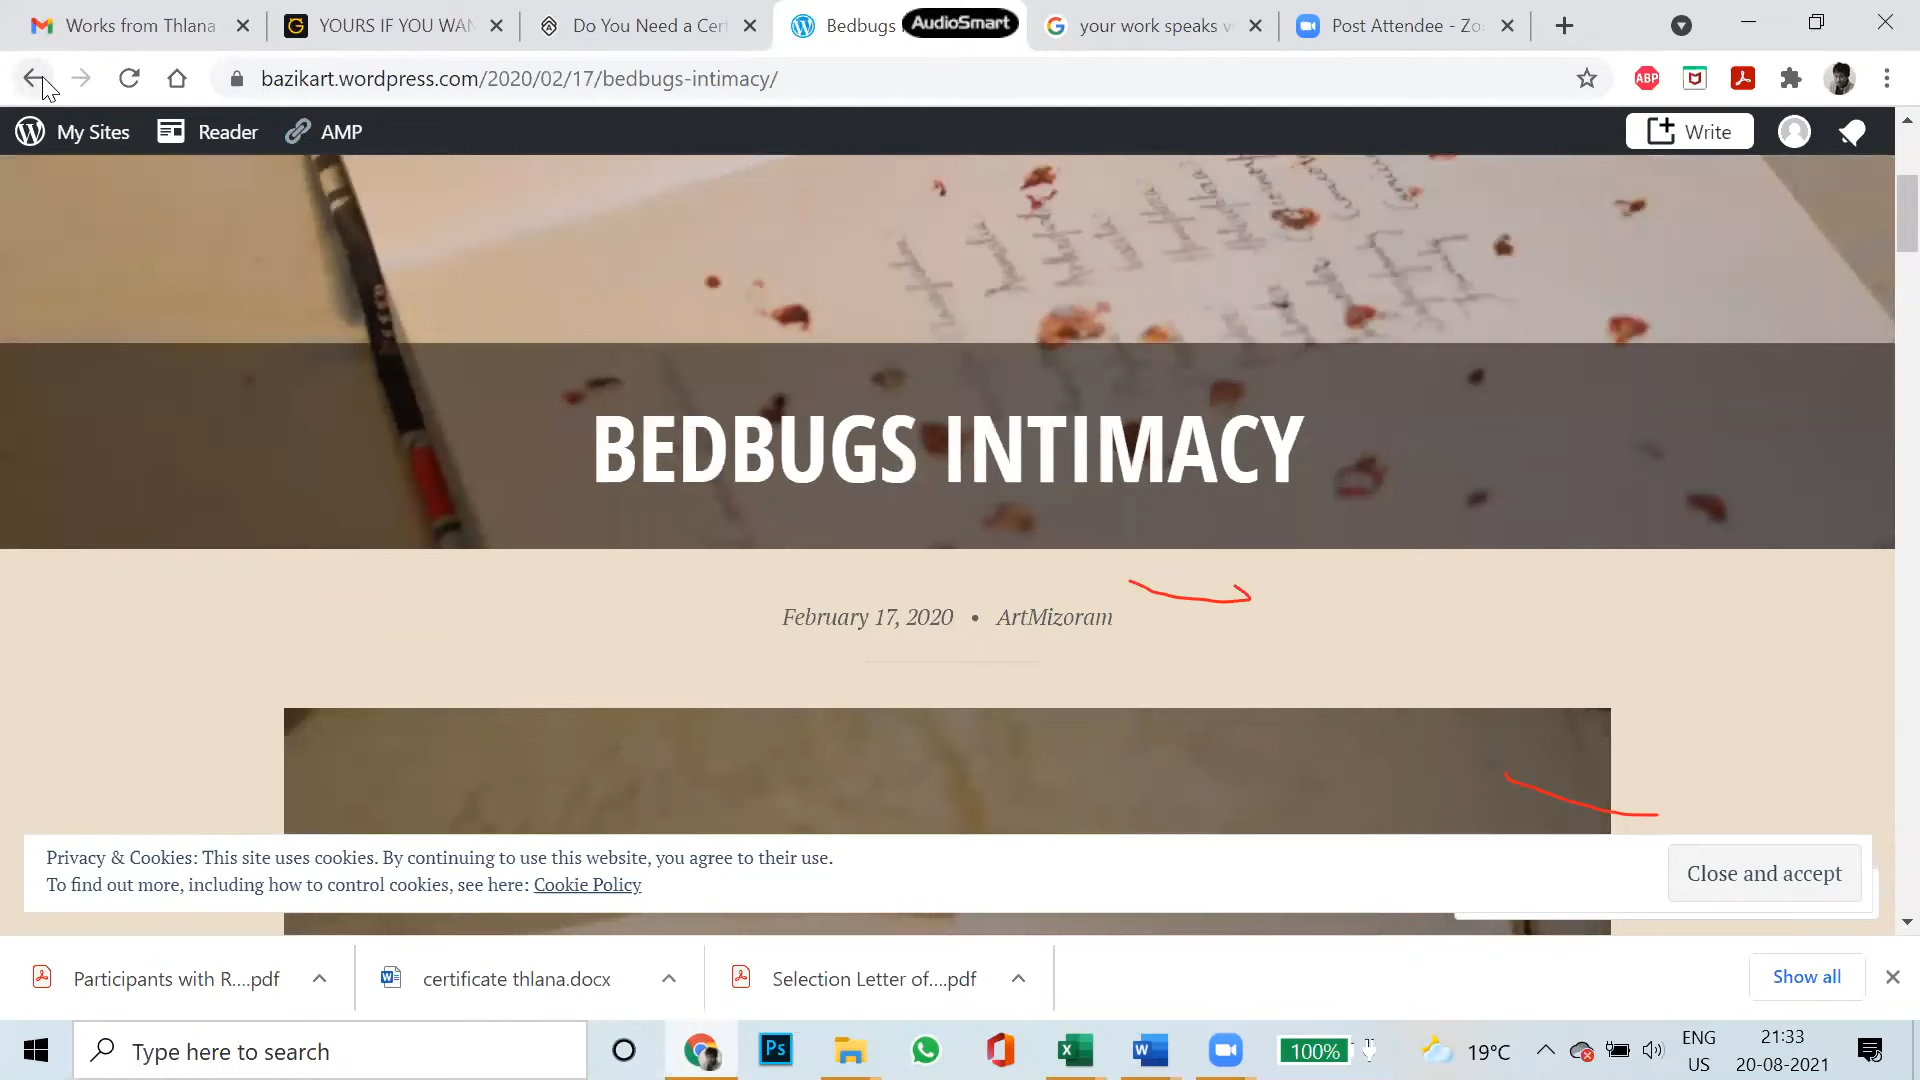 Works from Thlana
YOURS IF YOU WAN
Do You Need a Cert
Bedbugs
AudioSmart
your work speaks v
Post Attendee - Zo
bazikart.wordpress.com/2020/02/17/bedbugs-intimacy/
ABP
My Sites
Reader
AMP
Write
BEDBUGS INTIMACY
February 17, 2020 • ArtMizoram
Privacy & Cookies: This site uses cookies. By continuing to use this website, you agree to their use.
To find out more, including how to control cookies, see here: Cookie Policy
Close and accept
Participants with R....pdf
certificate thlana.docx
Selection Letter of....pdf
Show all
Type here to search
Ps
100%
19°C
ENG
US
21:33
20-08-2021